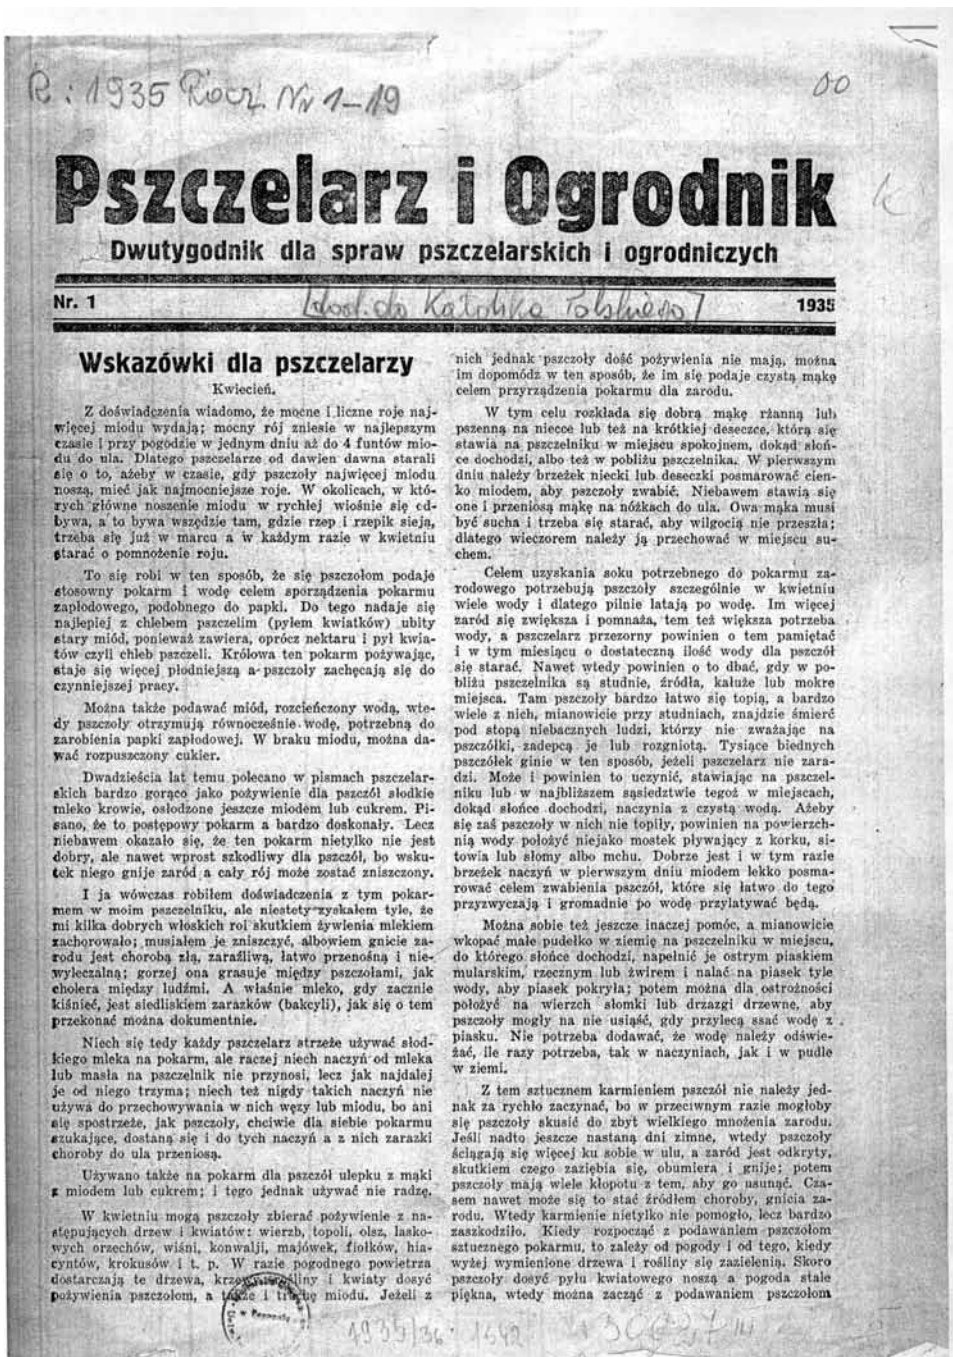 R: 1935 Rocz. Nr 1-19
00
Pszczelarz i Ogrodnik
Dwutygodnik dla spraw pszczelarskich i ogrodniczych
Nr. 1
[dod. do Katolika Polskiego]
1935
Wskazówki dla pszczelarzy
Kwiecień.
Z doświadczenia wiadomo, że mocne i liczne roje naj-
więcej miodu wydają; mocny rój zniesie w najlepszym
czasie i przy pogodzie w jednym dniu aż do 4 funtów mio-
du do ula. Dlatego pszczelarze od dawien dawna starali
się o to, ażeby w czasie, gdy pszczoły najwięcej miodu
noszą, mieć jak najmocniejsze roje. W okolicach, w któ-
rych główne noszenie miodu w rychłej wiośnie się od-
bywa, a to bywa wszędzie tam, gdzie rzep i rzepik sieją,
trzeba się już w marcu a w każdym razie w kwietniu
starać o pomnożenie roju.
To się robi w ten sposób, że się pszczołom podaje
stosowny pokarm i wodę celem sporządzenia pokarmu
zapłodowego, podobnego do papki. Do tego nadaje się
najlepiej z chlebem pszczelim (pyłem kwiatków) ubity
stary miód, ponieważ zawiera, oprócz nektaru i pył kwia-
tów czyli chleb pszczeli. Królowa ten pokarm pożywając,
staje się więcej płodniejszą a pszczoły zachęcają się do
czynniejszej pracy.
Można także podawać miód, rozcieńczony wodą, wte-
dy pszczoły otrzymują równocześnie wodę, potrzebną do
zarobienia papki zapłodowej. W braku miodu, można da-
wać rozpuszczony cukier.
Dwadzieścia lat temu polecano w pismach pszczelar-
skich bardzo gorąco jako pożywienie dla pszczół słodkie
mleko krowie, osłodzone jeszcze miodem lub cukrem. Pi-
sano, że to postępowy pokarm a bardzo doskonały. Lecz
niebawem okazało się, że ten pokarm nietylko nie jest
dobry, ale nawet wprost szkodliwy dla pszczół, bo wsku-
tek niego gnije zaród a cały rój może zostać zniszczony.
I ja wówczas robiłem doświadczenia z tym pokar-
mem w moim pszczelniku, ale niestety zyskałem tyle, że
mi kilka dobrych włoskich roi skutkiem żywienia mlekiem
zachorowało; musiałem je zniszczyć, albowiem gnicie za-
rodu jest chorobą złą, zaraźliwą, łatwo przenośną i nie-
wyleczalną; gorzej ona grasuje między pszczołami, jak
cholera między ludźmi. A właśnie mleko, gdy zacznie
kiśnieć, jest siedliskiem zarazków (bakcyli), jak się o tem
przekonać można dokumentnie.
Niech się tedy każdy pszczelarz strzeże używać słod-
kiego mleka na pokarm, ale raczej niech naczyń od mleka
lub masła na pszczelnik nie przynosi, lecz jak najdalej
je od niego trzyma; niech też nigdy takich naczyń nie
używa do przechowywania w nich węzy lub miodu, bo ani
się spostrzeże, jak pszczoły, chciwie dla siebie pokarmu
szukające, dostaną się i do tych naczyń a z nich zarazki
choroby do ula przeniosą.
Używano także na pokarm dla pszczół ulepku z mąki
z miodem lub cukrem; i tego jednak używać nie radzę.
W kwietniu mogą pszczoły zbierać pożywienie z na-
stępujących drzew i kwiatów: wierzb, topoli, olsz, lasko-
wych orzechów, wiśni, konwalji, majówek, fiołków, hia-
cyntów, krokusów i t. p. W razie pogodnego powietrza
dostarczają te drzewa, krzewy, rośliny i kwiaty dosyć
pożywienia pszczołom, a także i trochę miodu. Jeżeli z
nich jednak pszczoły dość pożywienia nie mają, można
im dopomódz w ten sposób, że im się podaje czystą mąkę
celem przyrządzenia pokarmu dla zarodu.
W tym celu rozkłada się dobrą mąkę rżanną lub
pszenną na niecce lub też na krótkiej deseczce, którą się
stawia na pszczelniku w miejscu spokojnem, dokąd słoń-
ce dochodzi, albo też w pobliżu pszczelnika. W pierwszym
dniu należy brzeżek niecki lub deseczki posmarować cien-
ko miodem, aby pszczoły zwabić. Niebawem stawią się
one i przeniosą mąkę na nóżkach do ula. Owa mąka musi
być sucha i trzeba się starać, aby wilgocią nie przeszła;
dlatego wieczorem należy ją przechować w miejscu su-
chem.
Celem uzyskania soku potrzebnego do pokarmu za-
rodowego potrzebują pszczoły szczególnie w kwietniu
wiele wody i dlatego pilnie latają po wodę. Im więcej
zaród się zwiększa i pomnaża, tem też większa potrzeba
wody, a pszczelarz przezorny powinien o tem pamiętać
i w tym miesiącu o dostateczną ilość wody dla pszczół
się starać. Nawet wtedy powinien o to dbać, gdy w po-
bliżu pszczelnika są studnie, źródła, kałuże lub mokre
miejsca. Tam pszczoły bardzo łatwo się topią, a bardzo
wiele z nich, mianowicie przy studniach, znajdzie śmierć
pod stopą niebacznych ludzi, którzy nie zważając na
pszczółki, zadepcą je lub rozgniotą. Tysiące biednych
pszczółek ginie w ten sposób, jeżeli pszczelarz nie zara-
dzi. Może i powinien to uczynić, stawiając na pszczel-
niku lub w najbliższem sąsiedztwie tegoż w miejscach,
dokąd słońce dochodzi, naczynia z czystą wodą. Ażeby
się zaś pszczoły w nich nie topiły, powinien na powierzch-
nią wody położyć niejako mostek pływający z korku, si-
towia lub słomy albo mchu. Dobrze jest i w tym razie
brzeżek naczyń w pierwszym dniu miodem lekko posma-
rować celem zwabienia pszczół, które się łatwo do tego
przyzwyczają i gromadnie po wodę przylatywać będą.
Można sobie też jeszcze inaczej pomóc, a mianowicie
wkopać małe pudełko w ziemię na pszczelniku w miejscu,
do którego słońce dochodzi, napełnić je ostrym piaskiem
mularskim, rzecznym lub żwirem i nalać na piasek tyle
wody, aby piasek pokryła; potem można dla ostrożności
położyć na wierzch słomki lub drzazgi drzewne, aby
pszczoły mogły na nie usiąść, gdy przylecą ssać wodę z
piasku. Nie potrzeba dodawać, że wodę należy odświe-
żać, ile razy potrzeba, tak w naczyniach, jak i w pudle
w ziemi.
Z tem sztucznem karmieniem pszczół nie należy jed-
nak za rychło zaczynać, bo w przeciwnym razie mogłoby
się pszczoły skusić do zbyt wielkiego mnożenia zarodu.
Jeśli nadto jeszcze nastaną dni zimne, wtedy pszczoły
ściągają się więcej ku sobie w ulu, a zaród jest odkryty,
skutkiem czego zaziębia się, obumiera i gnije; potem
pszczoły mają wiele kłopotu z tem, aby go usunąć. Cza-
sem nawet może się to stać źródłem choroby, gnicia za-
rodu. Wtedy karmienie nietylko nie pomogło, lecz bardzo
zaszkodziło. Kiedy rozpocząć z podawaniem pszczołom
sztucznego pokarmu, to zależy od pogody i od tego, kiedy
wyżej wymienione drzewa i rośliny się zazielenią. Skoro
pszczoły dosyć pyłu kwiatowego noszą a pogoda stale
piękna, wtedy można zacząć z podawaniem pszczołom
1935/36: 1542